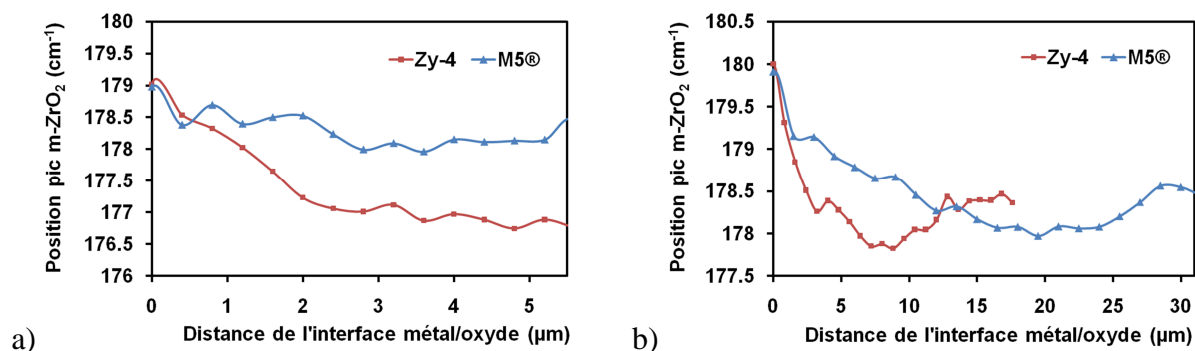 180
179.5
179
178.5
178
177.5
177
176.5
176
Position pic m-ZrO2 (cm-1)
Zy-4 M5®
0 1 2 3 4 5
Distance de l'interface métal/oxyde (µm)
a)
180.5
180
179.5
179
178.5
178
177.5
Position pic m-ZrO2 (cm-1)
Zy-4 M5®
0 5 10 15 20 25 30
Distance de l'interface métal/oxyde (µm)
b)